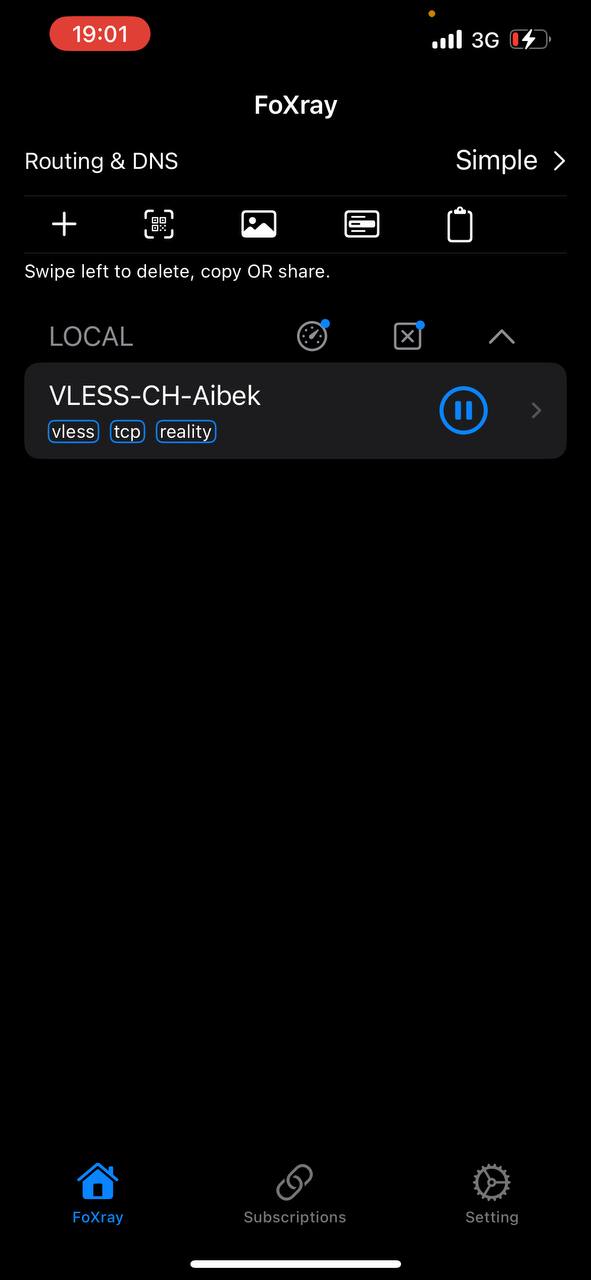 19:01 3G
FoXray
Routing & DNS Simple
Swipe left to delete, copy OR share.
LOCAL
VLESS-CH-Aibek
vless tcp reality
FoXray Subscriptions Setting